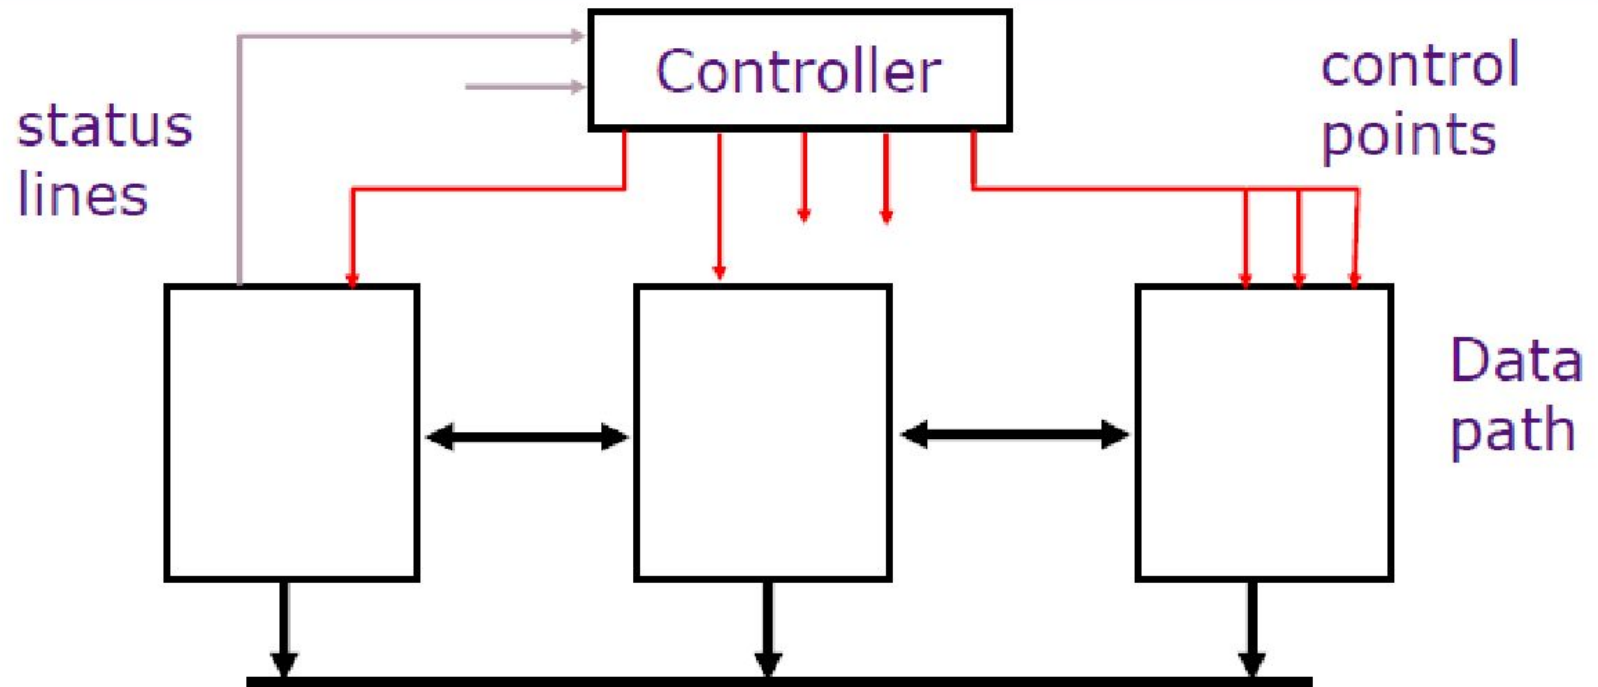 Controller
control
points
status
lines
Data
path